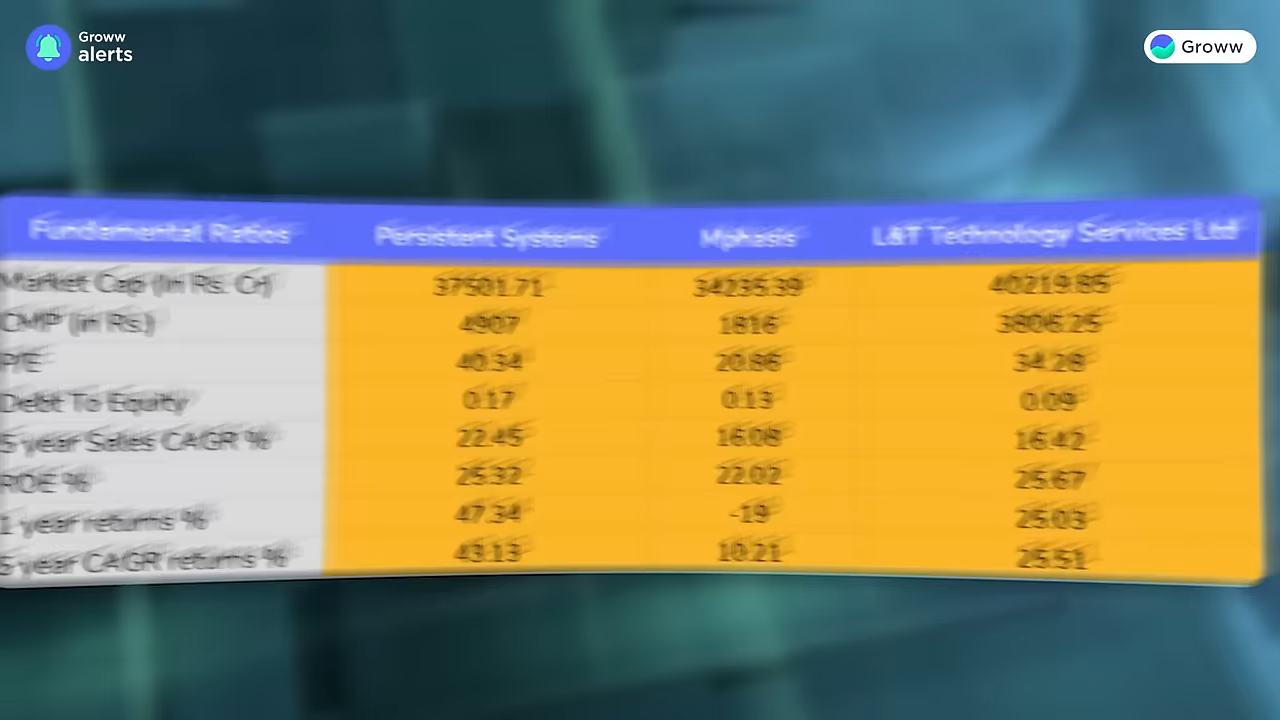 Groww
alerts
Groww
Fundamental Ratios Persistent Systems Mphasis L&T Technology Services Ltd
Market Cap (In Rs. Cr) 37501.71 34235.39 40219.85
CMP (in Rs.) 4907 1816 3806.25
P/E 40.34 20.86 34.28
Debt To Equity 0.17 0.13 0.09
5 year Sales CAGR % 22.45 16.08 16.42
ROE % 25.32 22.02 25.67
1 year returns % 47.34 -19 25.03
5 year CAGR returns % 43.13 10.21 25.51